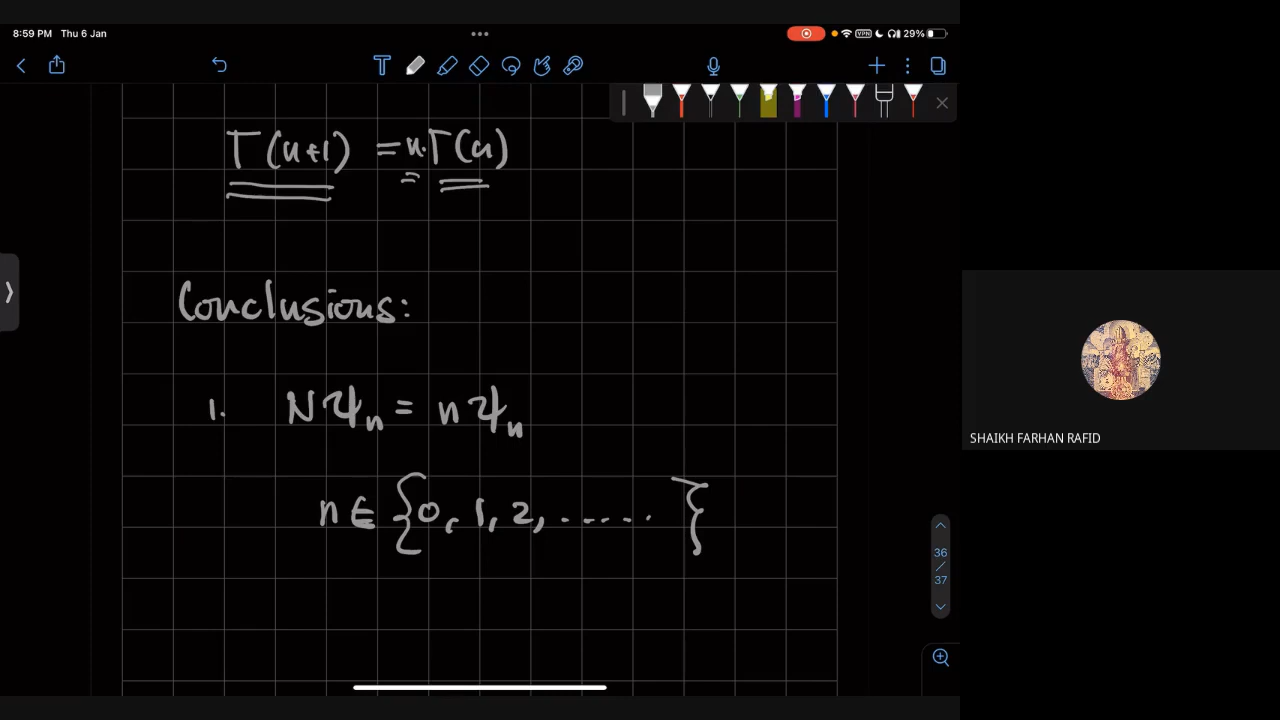 8:59 PM Thu 6 Jan
VPN 29%
Γ(n+1) = n.Γ(n)
Conclusions:
1. Nψₙ = nψₙ
n ∈ {0, 1, 2, ...... }
36
/
37
SHAIKH FARHAN RAFID